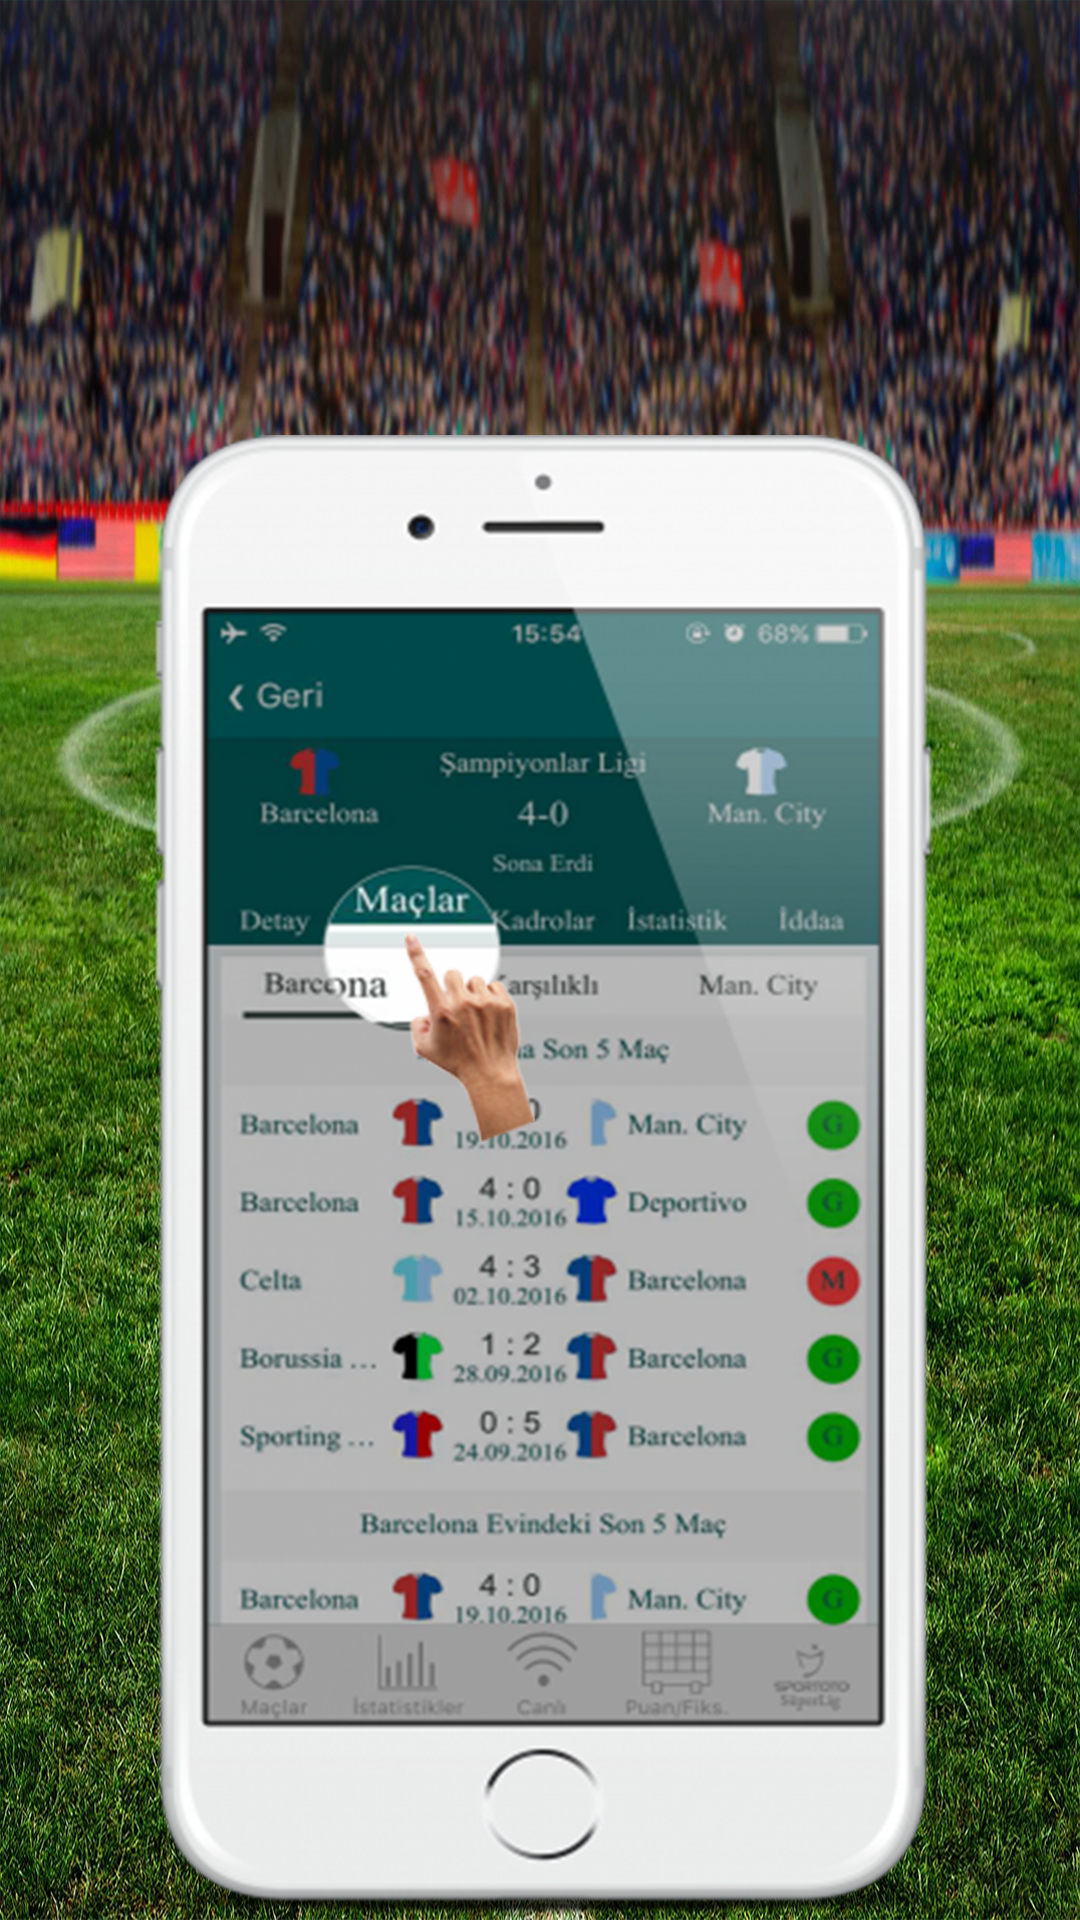 15:54 68%
Geri
Şampiyonlar Ligi
Barcelona 4-0 Man. City
Sona Erdi
Detay Maçlar Kadrolar İstatistik İddaa
Barcelona Karşılıklı Man. City
Son 5 Maç
Barcelona Man. City G
19.10.2016
Barcelona 4 : 0 Deportivo G
15.10.2016
Celta 4 : 3 Barcelona M
02.10.2016
Borussia ... 1 : 2 Barcelona G
28.09.2016
Sporting ... 0 : 5 Barcelona G
24.09.2016
Barcelona Evindeki Son 5 Maç
Barcelona 4 : 0 Man. City G
19.10.2016
Maçlar İstatistikler Canlı Puan/Fiks. SPORTOTO
SüperLig